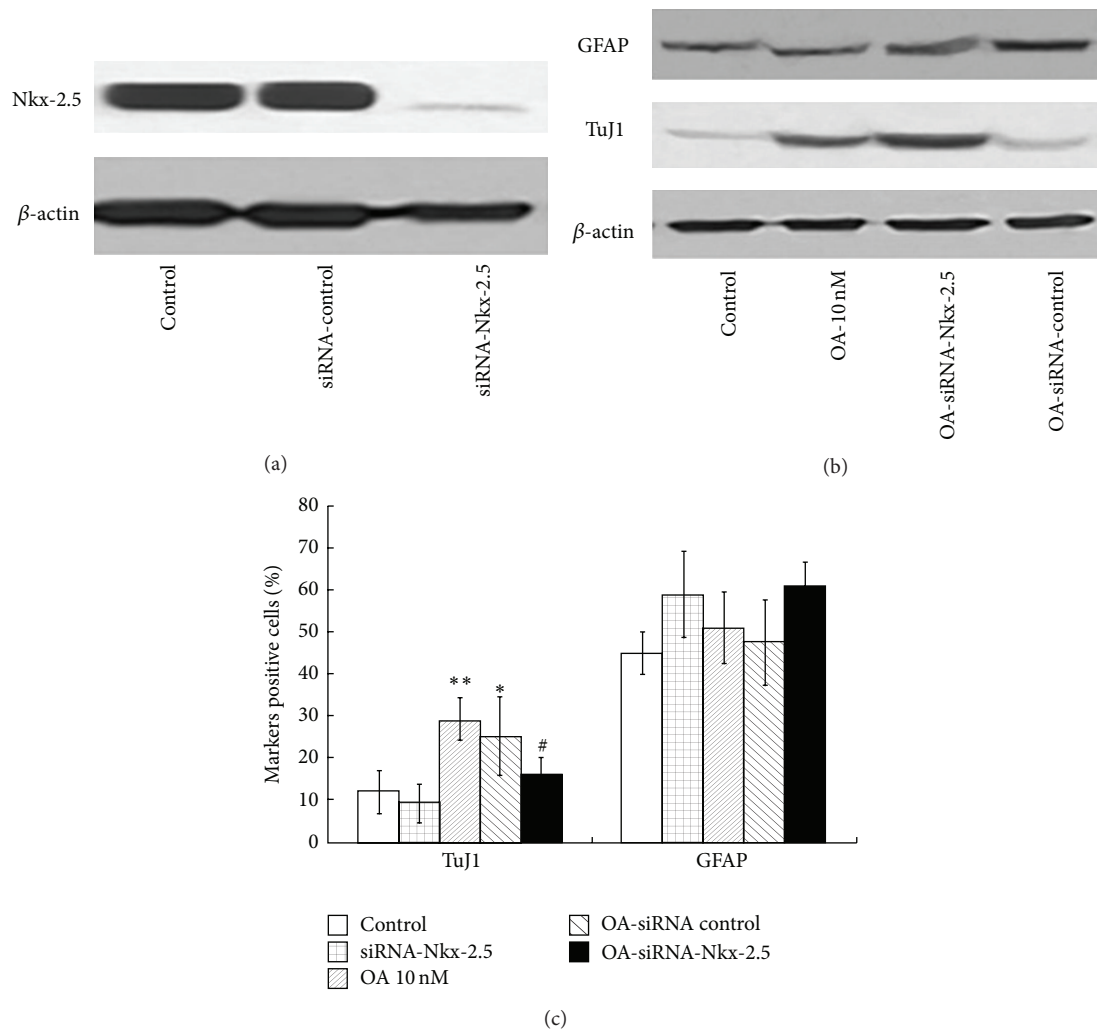 Nkx-2.5
β-actin
Control
siRNA-control
siRNA-Nkx-2.5
(a)
GFAP
TuJ1
β-actin
Control
OA-10 nM
OA-siRNA-Nkx-2.5
OA-siRNA-control
(b)
Markers positive cells (%)
80
70
60
50
40
30
20
10
0
**
*
#
TuJ1
GFAP
Control
siRNA-Nkx-2.5
OA 10 nM
OA-siRNA control
OA-siRNA-Nkx-2.5
(c)